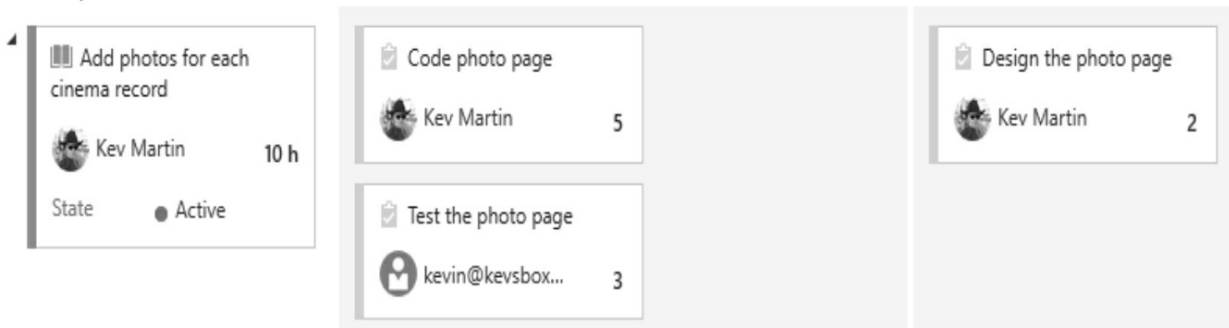 Add photos for each
cinema record
Kev Martin
10 h
State
Active
Code photo page
Kev Martin
5
Test the photo page
kevin@kevsbox...
3
Design the photo page
Kev Martin
2